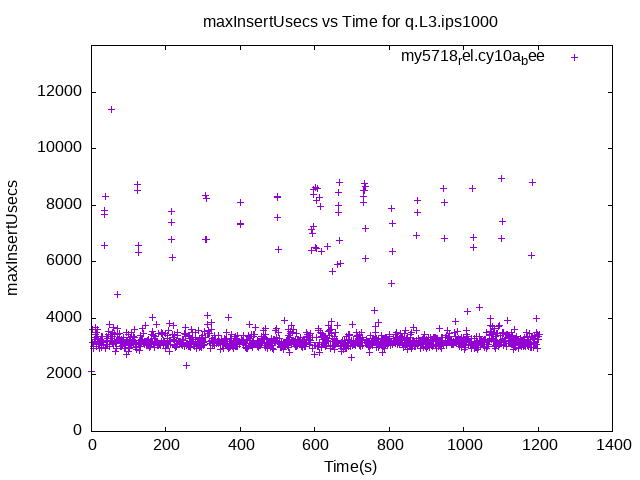 maxInsertUsecs vs Time for q.L3.ips1000
my5718rel.cy10abee
maxInsertUsecs
12000
10000
8000
6000
4000
2000
0
0 200 400 600 800 1000 1200 1400
Time(s)